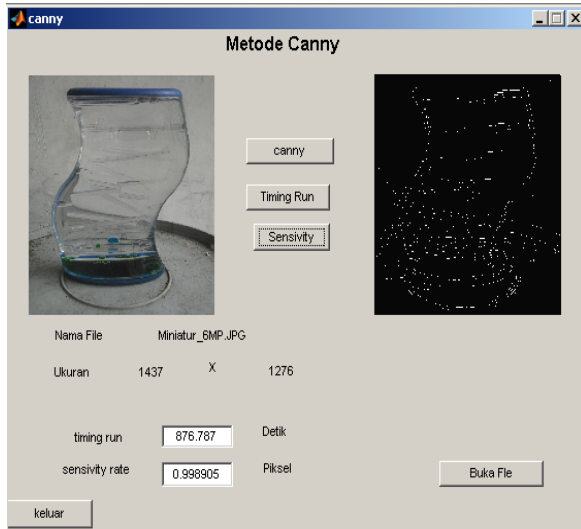 canny
Metode Canny
canny
Timing Run
Sensivity
Nama File Miniatur_6MP.JPG
Ukuran 1437 X 1276
timing run 876.787 Detik
sensivity rate 0.998905 Piksel
Buka Fle
keluar